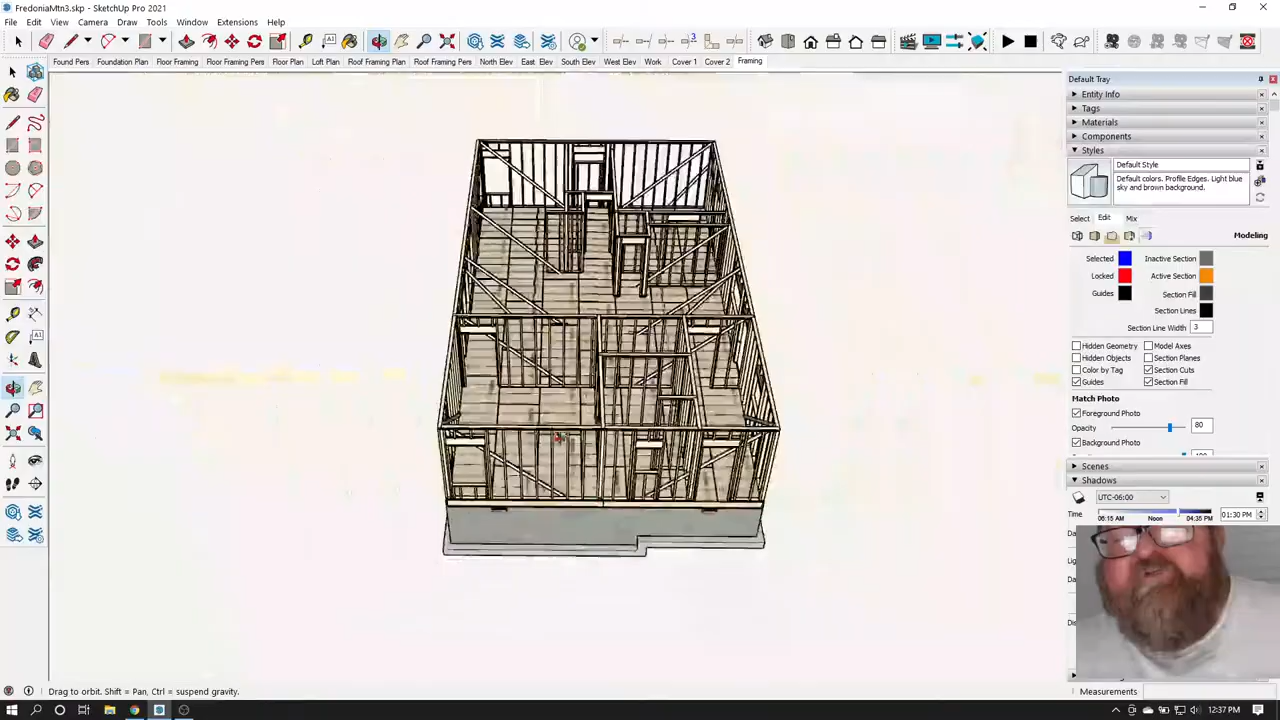 FredoniaMtn3.skp - SketchUp Pro 2021
File Edit View Camera Draw Tools Window Extensions Help
Found Pers Foundation Plan Floor Framing Floor Framing Pers Floor Plan Loft Plan Roof Framing Plan Roof Framing Pers North Elev East Elev South Elev West Elev Work Cover 1 Cover 2 Framing
Default Tray
Entity Info
Tags
Materials
Components
Styles
Default Style
Default colors. Profile Edges. Light blue
sky and brown background.
Select Edit Mix
Modeling
Selected Inactive Section
Locked Active Section
Guides Section Fill
Section Lines
Section Line Width 3
Hidden Geometry Model Axes
Hidden Objects Section Planes
Color by Tag Section Cuts
Guides Section Fill
Match Photo
Foreground Photo
Opacity 80
Background Photo
Scenes
Shadows
UTC-06:00
Time 06:15 AM Noon 04:35 PM 01:30 PM
Drag to orbit. Shift = Pan, Ctrl = suspend gravity.
Measurements
12:37 PM